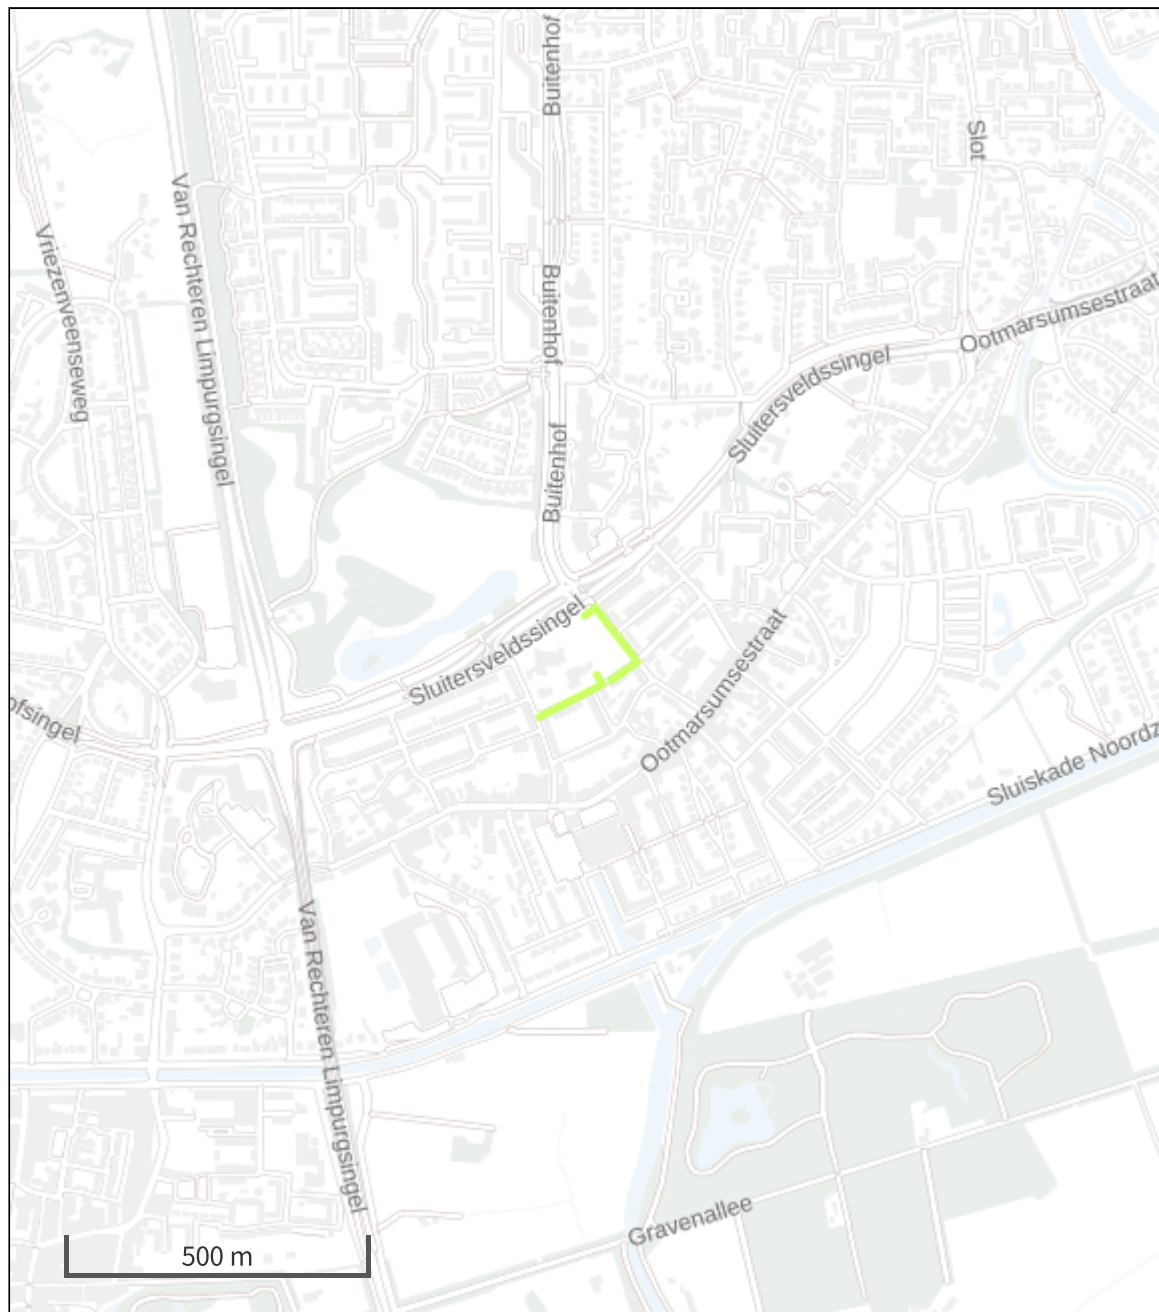 Buitenhof
Slot
Van Rechteren Limpurgsingel
Vriezenveenseweg
Buitenhof
Ootmarsumsestraat
Sluitersveldssingel
Buitenhof
Sluitersveldssingel
Ootmarsumsestraat
ofsingel
Sluiskade Noordz
Van Rechteren Limpurgsingel
Gravenallee
500 m